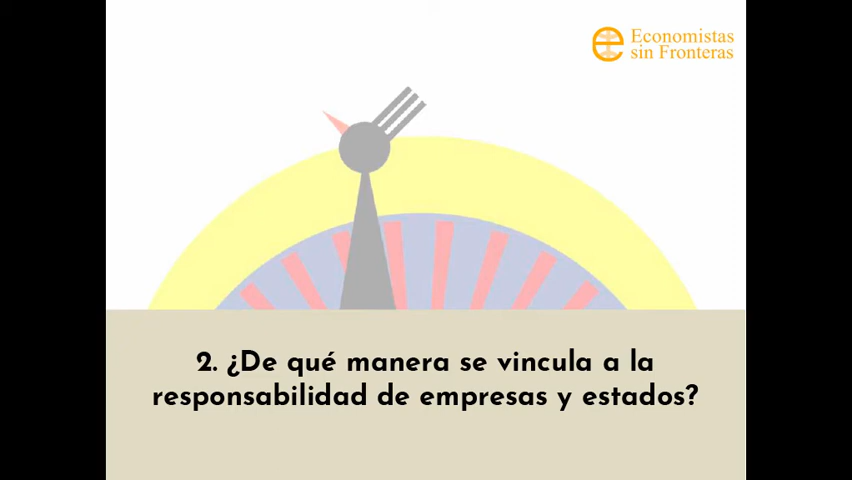 Economistas
sin Fronteras
2. ¿De qué manera se vincula a la
responsabilidad de empresas y estados?